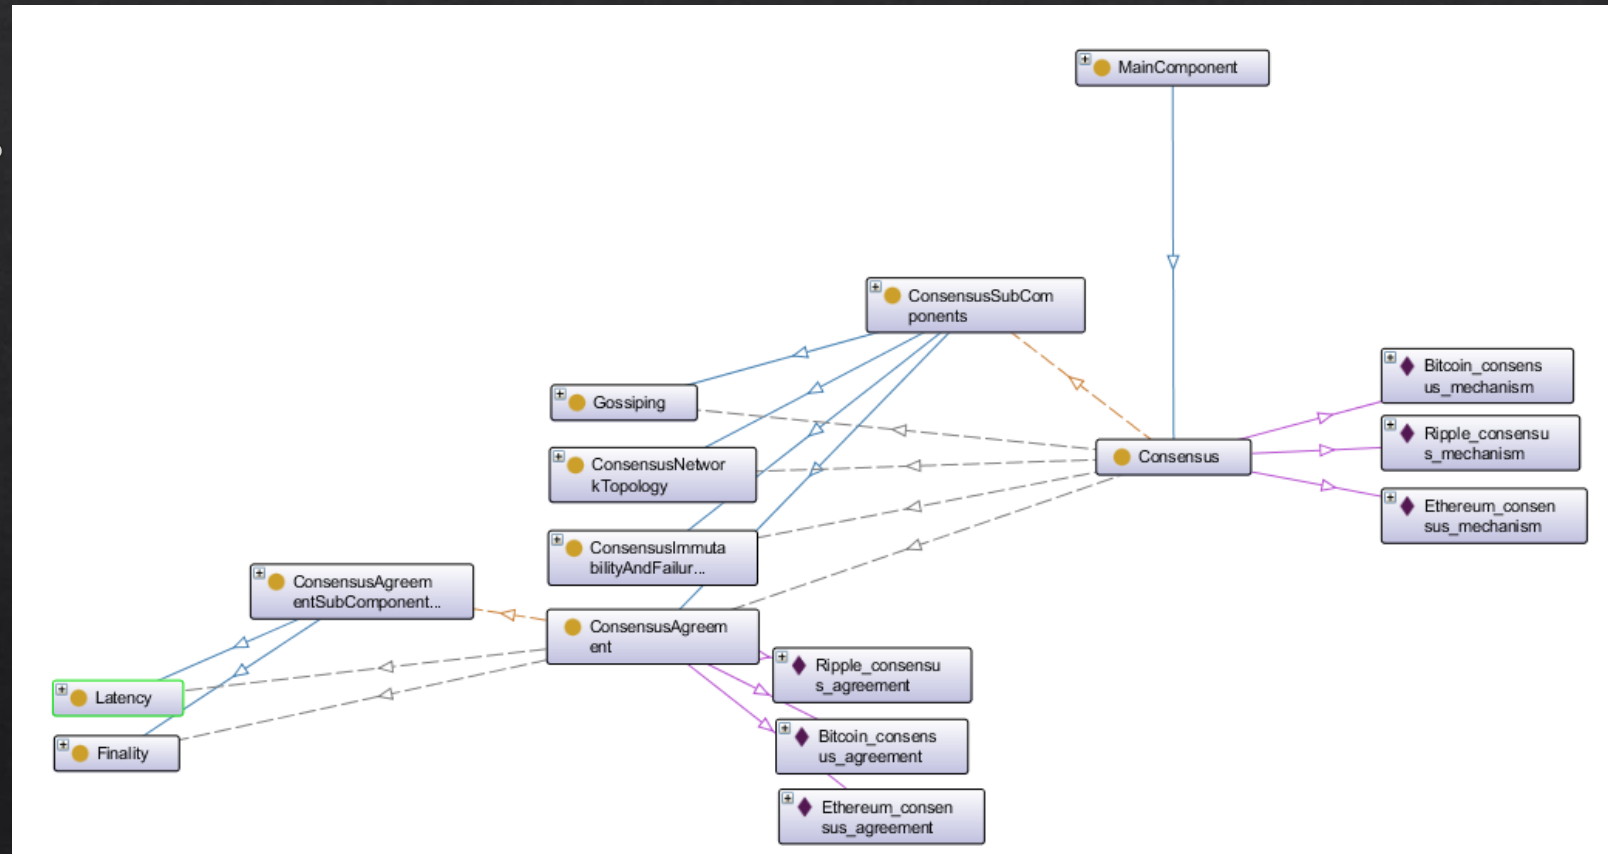 MainComponent
ConsensusSubCom
ponents
Bitcoin_consens
us_mechanism
Gossiping
Ripple_consensu
s_mechanism
Consensus
ConsensusNetwor
kTopology
Ethereum_consen
sus_mechanism
ConsensusImmuta
bilityAndFailur...
ConsensusAgreem
entSubComponent...
ConsensusAgreem
ent
Ripple_consensu
s_agreement
Latency
Bitcoin_consens
us_agreement
Finality
Ethereum_consen
sus_agreement